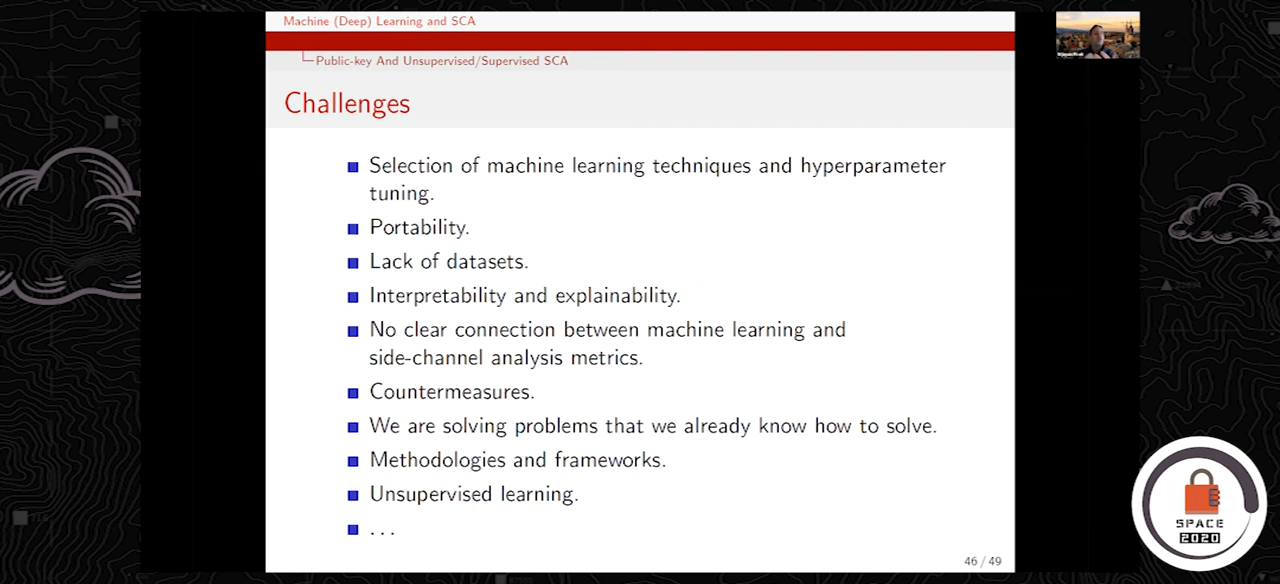 Machine (Deep) Learning and SCA
Public-key And Unsupervised/Supervised SCA
Challenges
Selection of machine learning techniques and hyperparameter
tuning.
Portability.
Lack of datasets.
Interpretability and explainability.
No clear connection between machine learning and
side-channel analysis metrics.
Countermeasures.
We are solving problems that we already know how to solve.
Methodologies and frameworks.
Unsupervised learning.
...
46 / 49
SPACE
2020